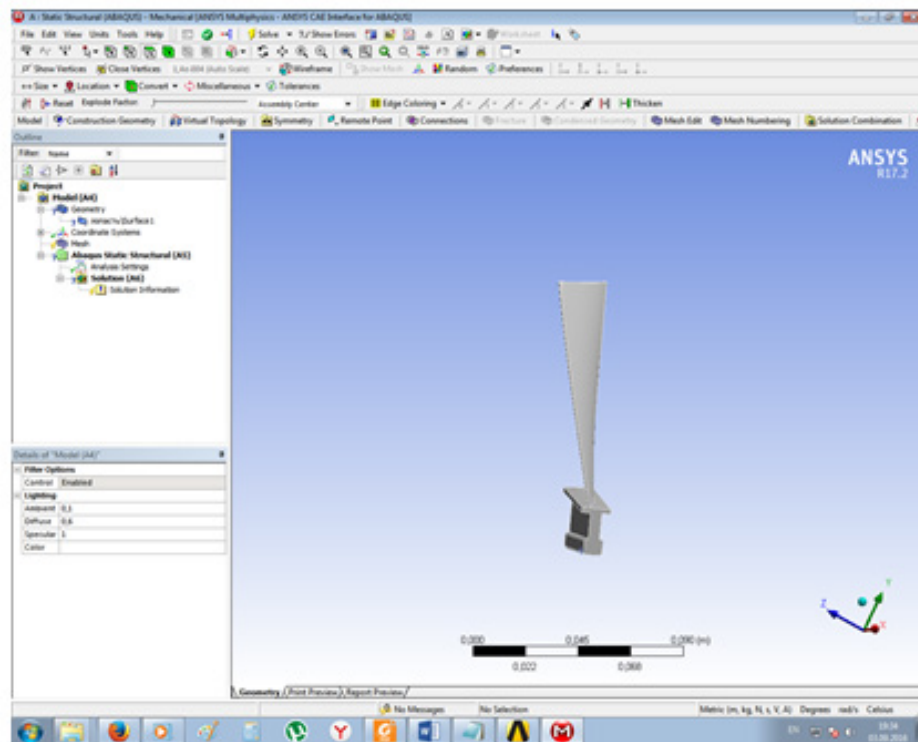 A : Static Structural (ABAQUS) - Mechanical [ANSYS Multiphysics - ANSYS CAE Interface for ABAQUS]
File Edit View Units Tools Help Solve ?/Show Errors Worksheet
Show Vertices Close Vertices (Auto Scale) Wireframe Show Mesh Random Preferences
Size Location Convert Miscellaneous Tolerances
Reset Explode Factor: Assembly Center Edge Coloring Thicken
Model Construction Geometry Virtual Topology Symmetry Remote Point Connections Fracture Condensed Geometry Mesh Edit Mesh Numbering Solution Combination
Outline
Filter: Name
Project
Model (A4)
Geometry
Coordinate Systems
Mesh
Abaqus Static Structural (A5)
Analysis Settings
Solution (A6)
Solution Information
Details of "Model (A4)"
Filter Options
Control Enabled
Lighting
Ambient 0,1
Diffuse 0,6
Specular 1
Color
ANSYS
R17.2
Y
Z
X
0,000 0,045 0,090 (m)
0,022 0,068
Geometry Print Preview Report Preview
No Messages No Selection Metric (m, kg, N, s, V, A) Degrees rad/s Celsius
EN